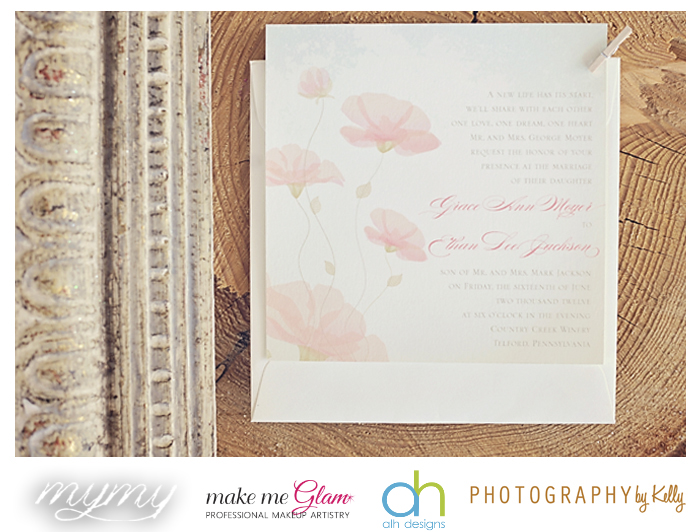 A new life has its start,
We'll share with each other
one love, one dream, one heart
Mr. and Mrs. George Moyer
request the honor of your
presence at the marriage
of their daughter
Grace Ann Moyer
to
Ethan Lee Jackson
son of Mr. and Mrs. Mark Jackson
on Friday, the sixteenth of June,
two thousand twelve
at six o'clock in the evening
Country Creek Winery
Telford, Pennsylvania
mymy
make me Glam
PROFESSIONAL MAKEUP ARTISTRY
ah
alh designs
PHOTOGRAPHY by Kelly